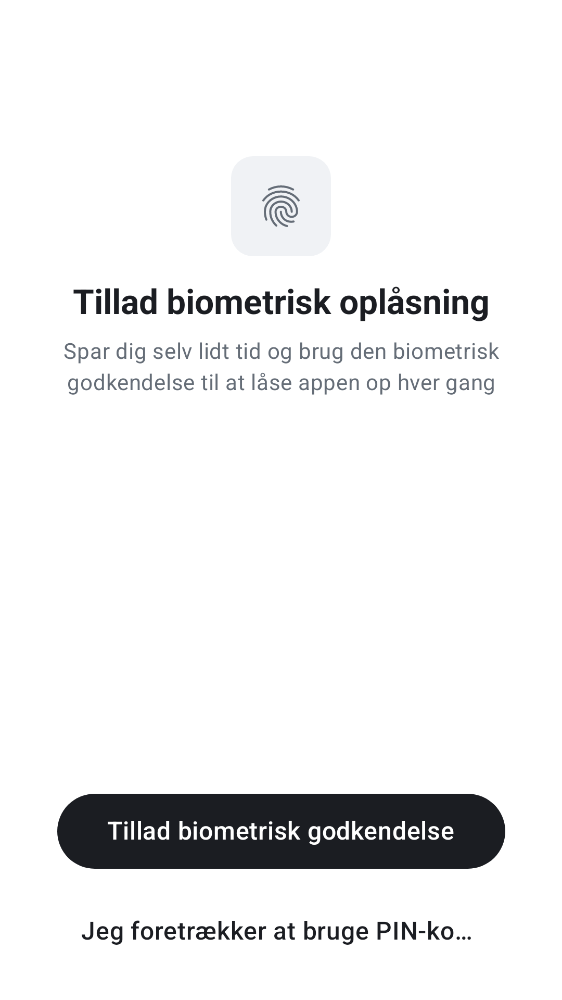 Tillad biometrisk oplåsning
Spar dig selv lidt tid og brug den biometrisk
godkendelse til at låse appen op hver gang
Tillad biometrisk godkendelse
Jeg foretrækker at bruge PIN-ko...